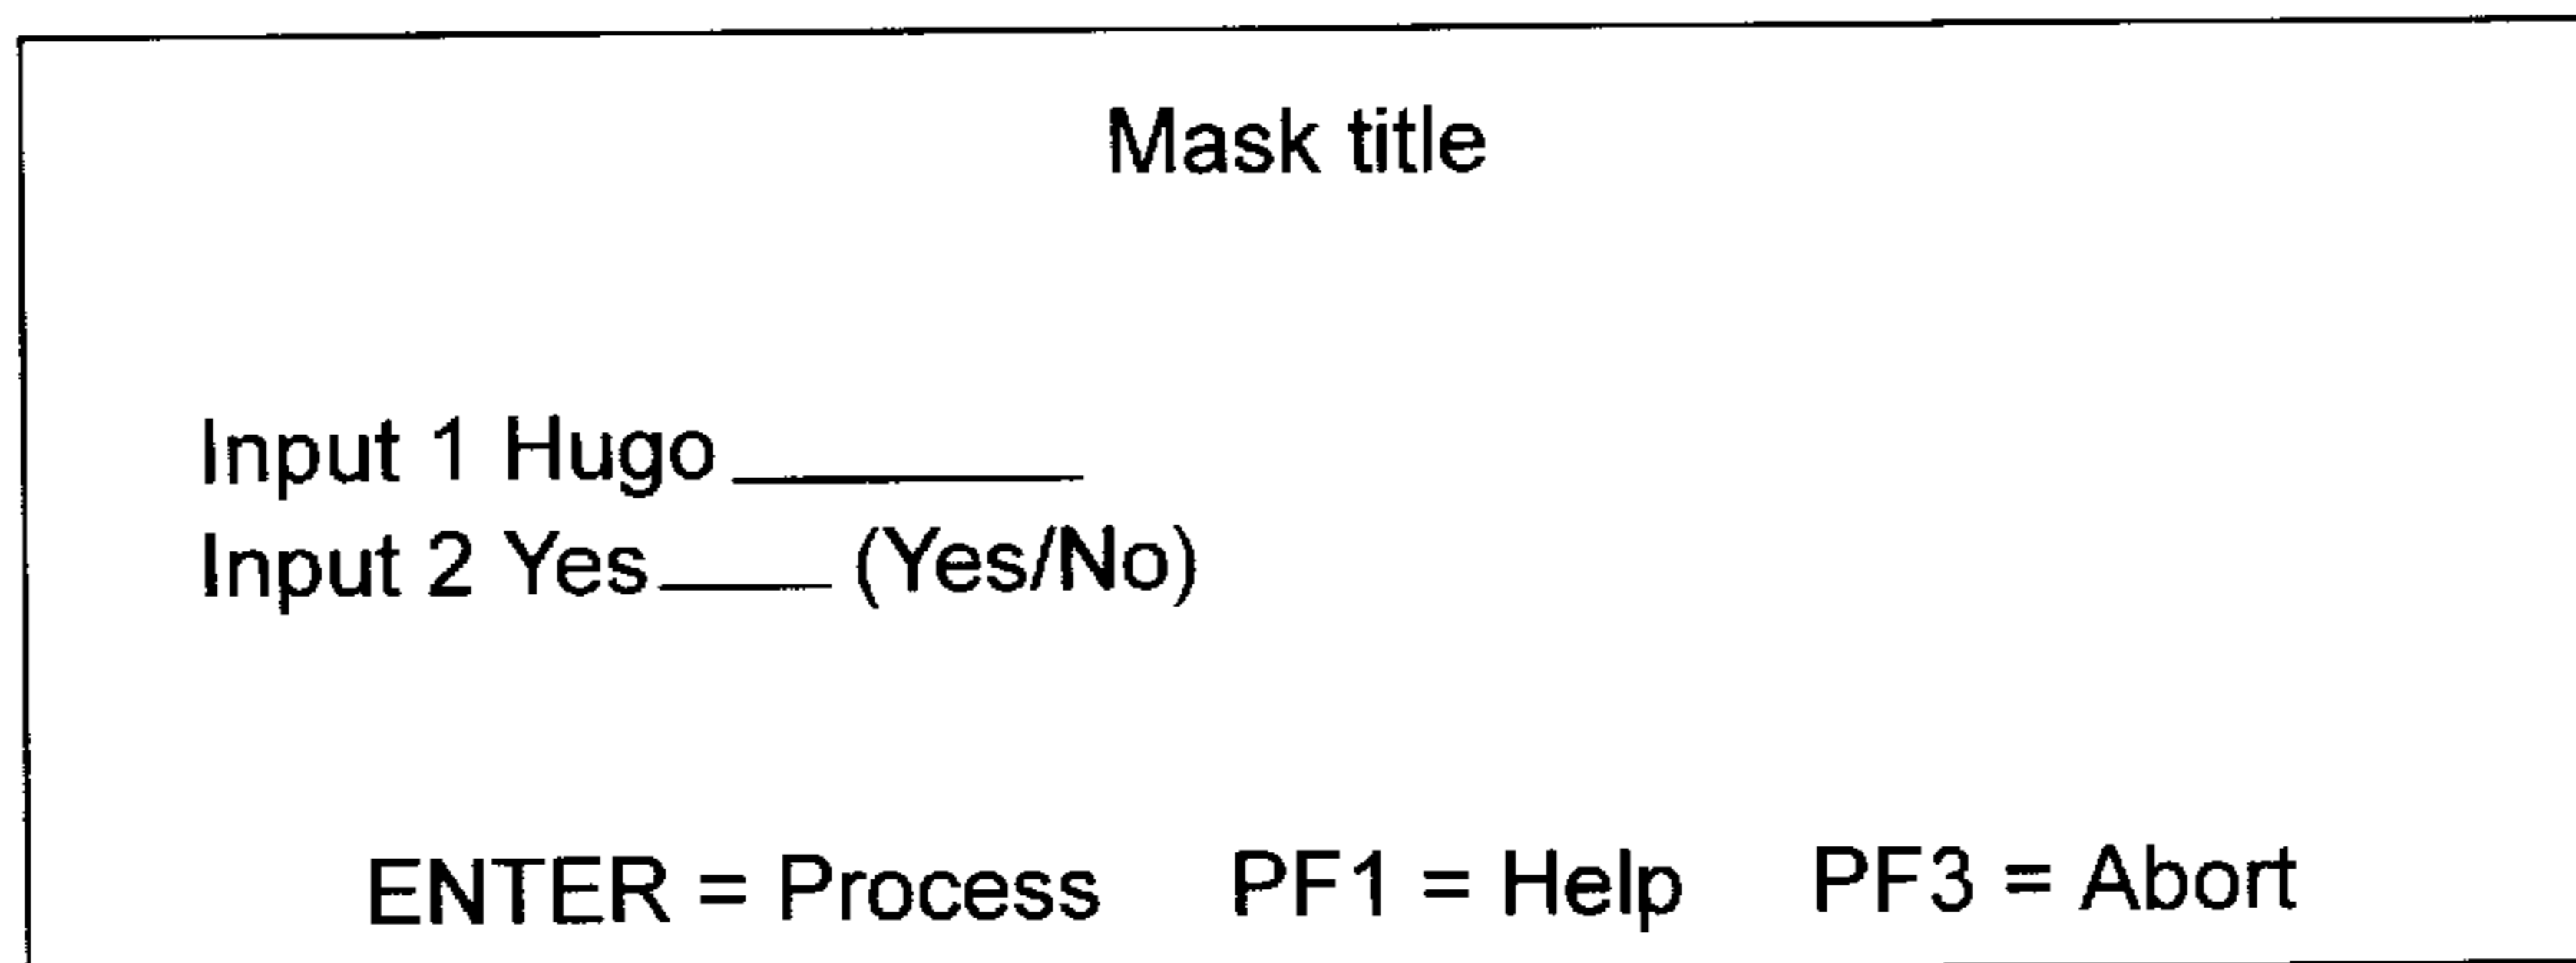 Mask title
Input 1 Hugo
Input 2 Yes (Yes/No)
ENTER = Process PF1 = Help PF3 = Abort